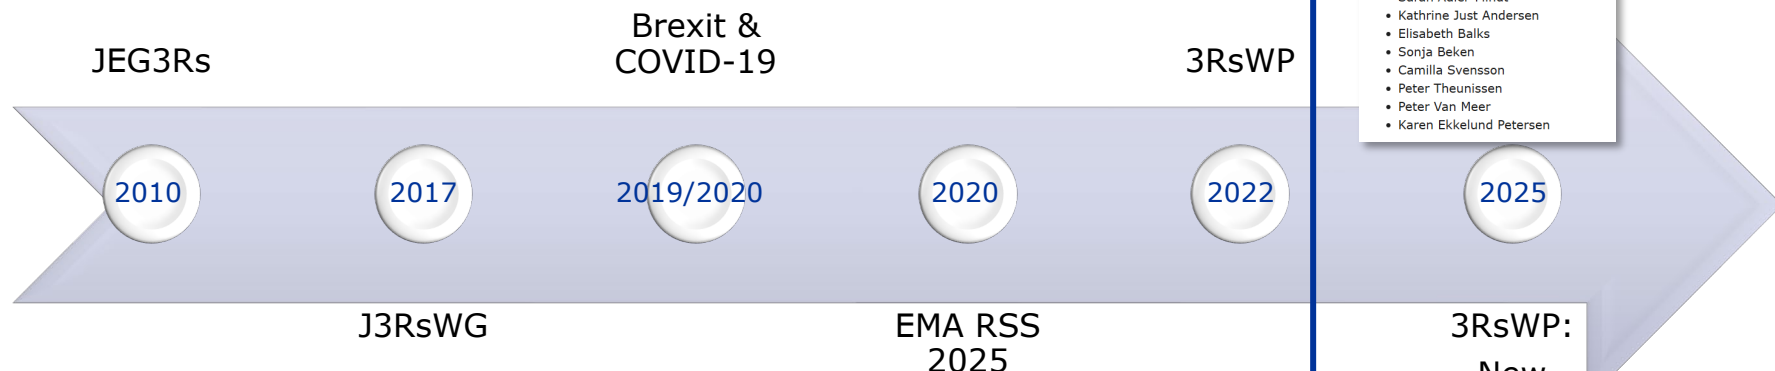 Brexit &
COVID-19
JEG3Rs
3RsWP
• Kathrine Just Andersen
• Elisabeth Balks
• Sonja Beken
• Camilla Svensson
• Peter Theunissen
• Peter Van Meer
• Karen Ekkelund Petersen
2010
2017
2019/2020
2020
2022
2025
J3RsWG
EMA RSS
2025
3RsWP: